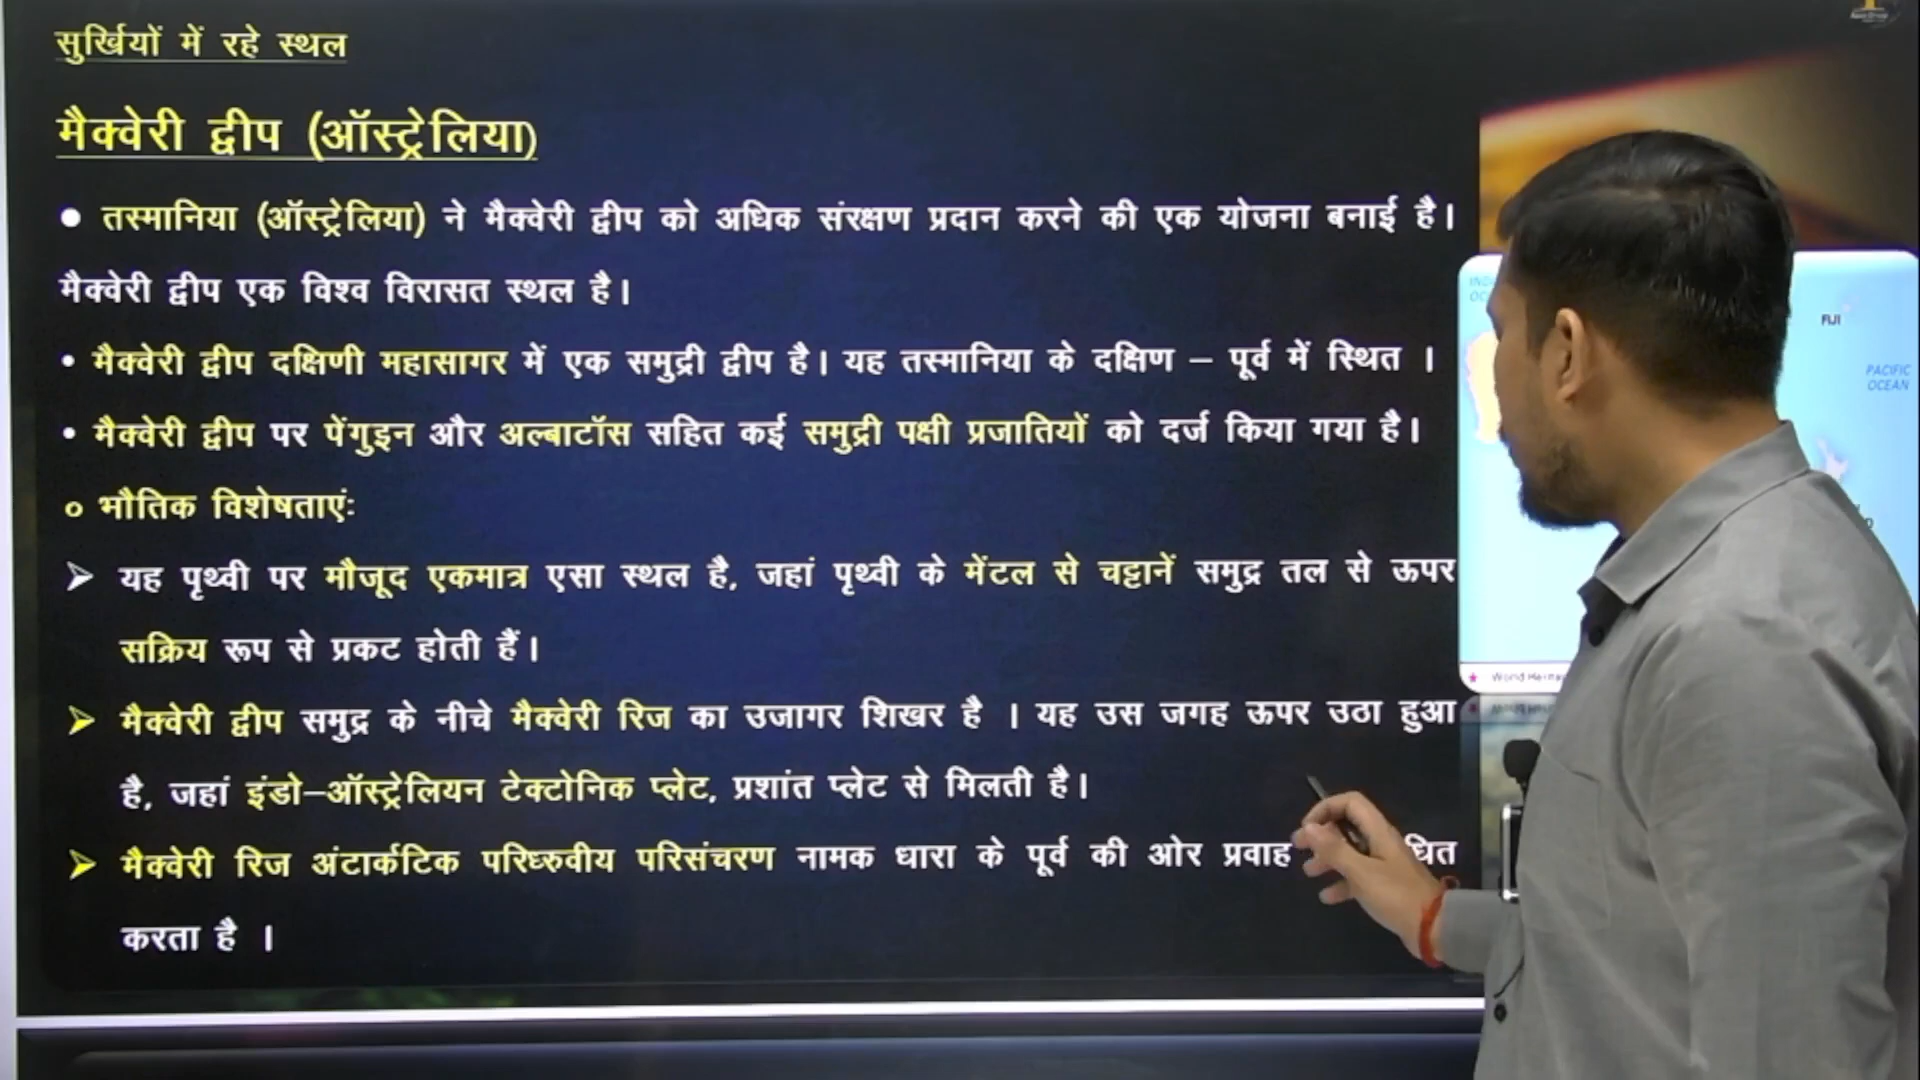 सुर्खियों में रहे स्थल
मैक्वेरी द्वीप (ऑस्ट्रेलिया)
● तस्मानिया (ऑस्ट्रेलिया) ने मैक्वेरी द्वीप को अधिक संरक्षण प्रदान करने की एक योजना बनाई है।
मैक्वेरी द्वीप एक विश्व विरासत स्थल है।
• मैक्वेरी द्वीप दक्षिणी महासागर में एक समुद्री द्वीप है। यह तस्मानिया के दक्षिण – पूर्व में स्थित ।
• मैक्वेरी द्वीप पर पेंगुइन और अल्बाटॉस सहित कई समुद्री पक्षी प्रजातियों को दर्ज किया गया है।
o भौतिक विशेषताएंः
➢ यह पृथ्वी पर मौजूद एकमात्र एसा स्थल है, जहां पृथ्वी के मेंटल से चट्टानें समुद्र तल से ऊपर
सक्रिय रूप से प्रकट होती हैं।
➢ मैक्वेरी द्वीप समुद्र के नीचे मैक्वेरी रिज का उजागर शिखर है । यह उस जगह ऊपर उठा हुआ
है, जहां इंडो–ऑस्ट्रेलियन टेक्टोनिक प्लेट, प्रशांत प्लेट से मिलती है।
➢ मैक्वेरी रिज अंटार्कटिक परिध्रुवीय परिसंचरण नामक धारा के पूर्व की ओर प्रवाह धित
करता है ।
FIJI
PACIFIC
OCEAN
World